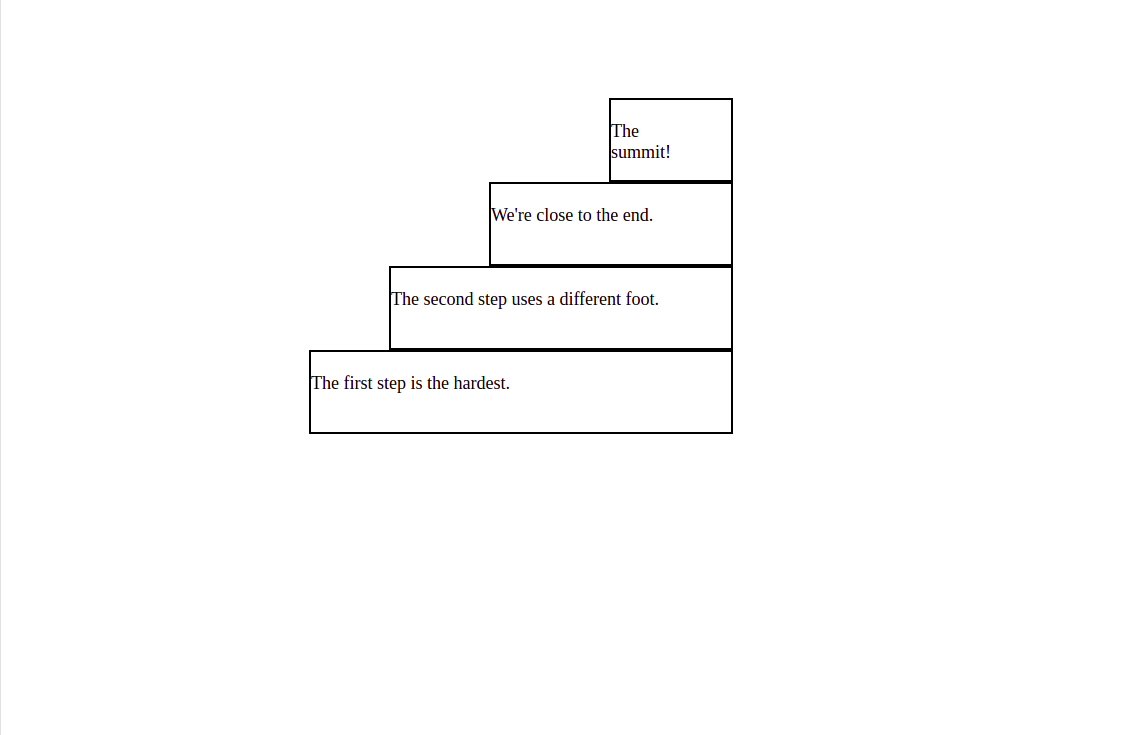 The
summit!
We're close to the end.
The second step uses a different foot.
The first step is the hardest.